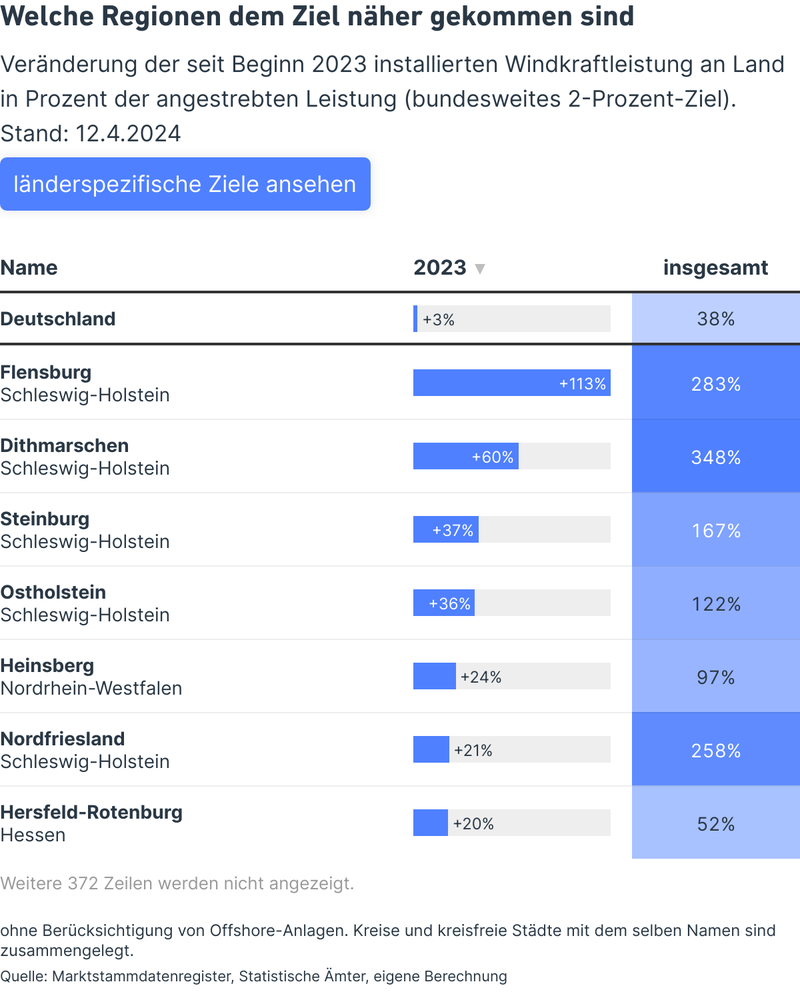 Welche Regionen dem Ziel näher gekommen sind
Veränderung der seit Beginn 2023 installierten Windkraftleistung an Land
in Prozent der angestrebten Leistung (bundesweites 2-Prozent-Ziel).
Stand: 12.4.2024
länderspezifische Ziele ansehen
Name 2023 ▼ insgesamt
Deutschland +3% 38%
Flensburg
Schleswig-Holstein +113% 283%
Dithmarschen
Schleswig-Holstein +60% 348%
Steinburg
Schleswig-Holstein +37% 167%
Ostholstein
Schleswig-Holstein +36% 122%
Heinsberg
Nordrhein-Westfalen +24% 97%
Nordfriesland
Schleswig-Holstein +21% 258%
Hersfeld-Rotenburg
Hessen +20% 52%
Weitere 372 Zeilen werden nicht angezeigt.
ohne Berücksichtigung von Offshore-Anlagen. Kreise und kreisfreie Städte mit dem selben Namen sind
zusammengelegt.
Quelle: Marktstammdatenregister, Statistische Ämter, eigene Berechnung